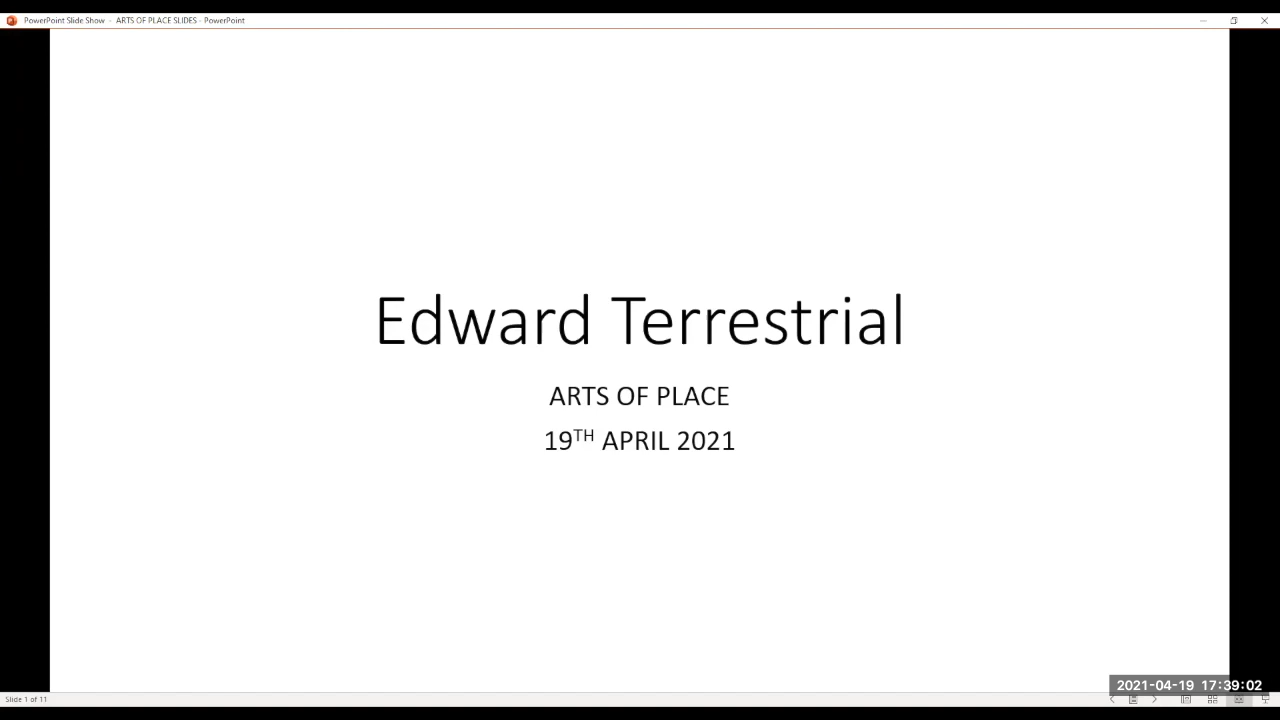 PowerPoint Slide Show - ARTS OF PLACE SLIDES - PowerPoint
Edward Terrestrial
ARTS OF PLACE
19TH APRIL 2021
2021-04-19 17:39:02
Slide 1 of 11